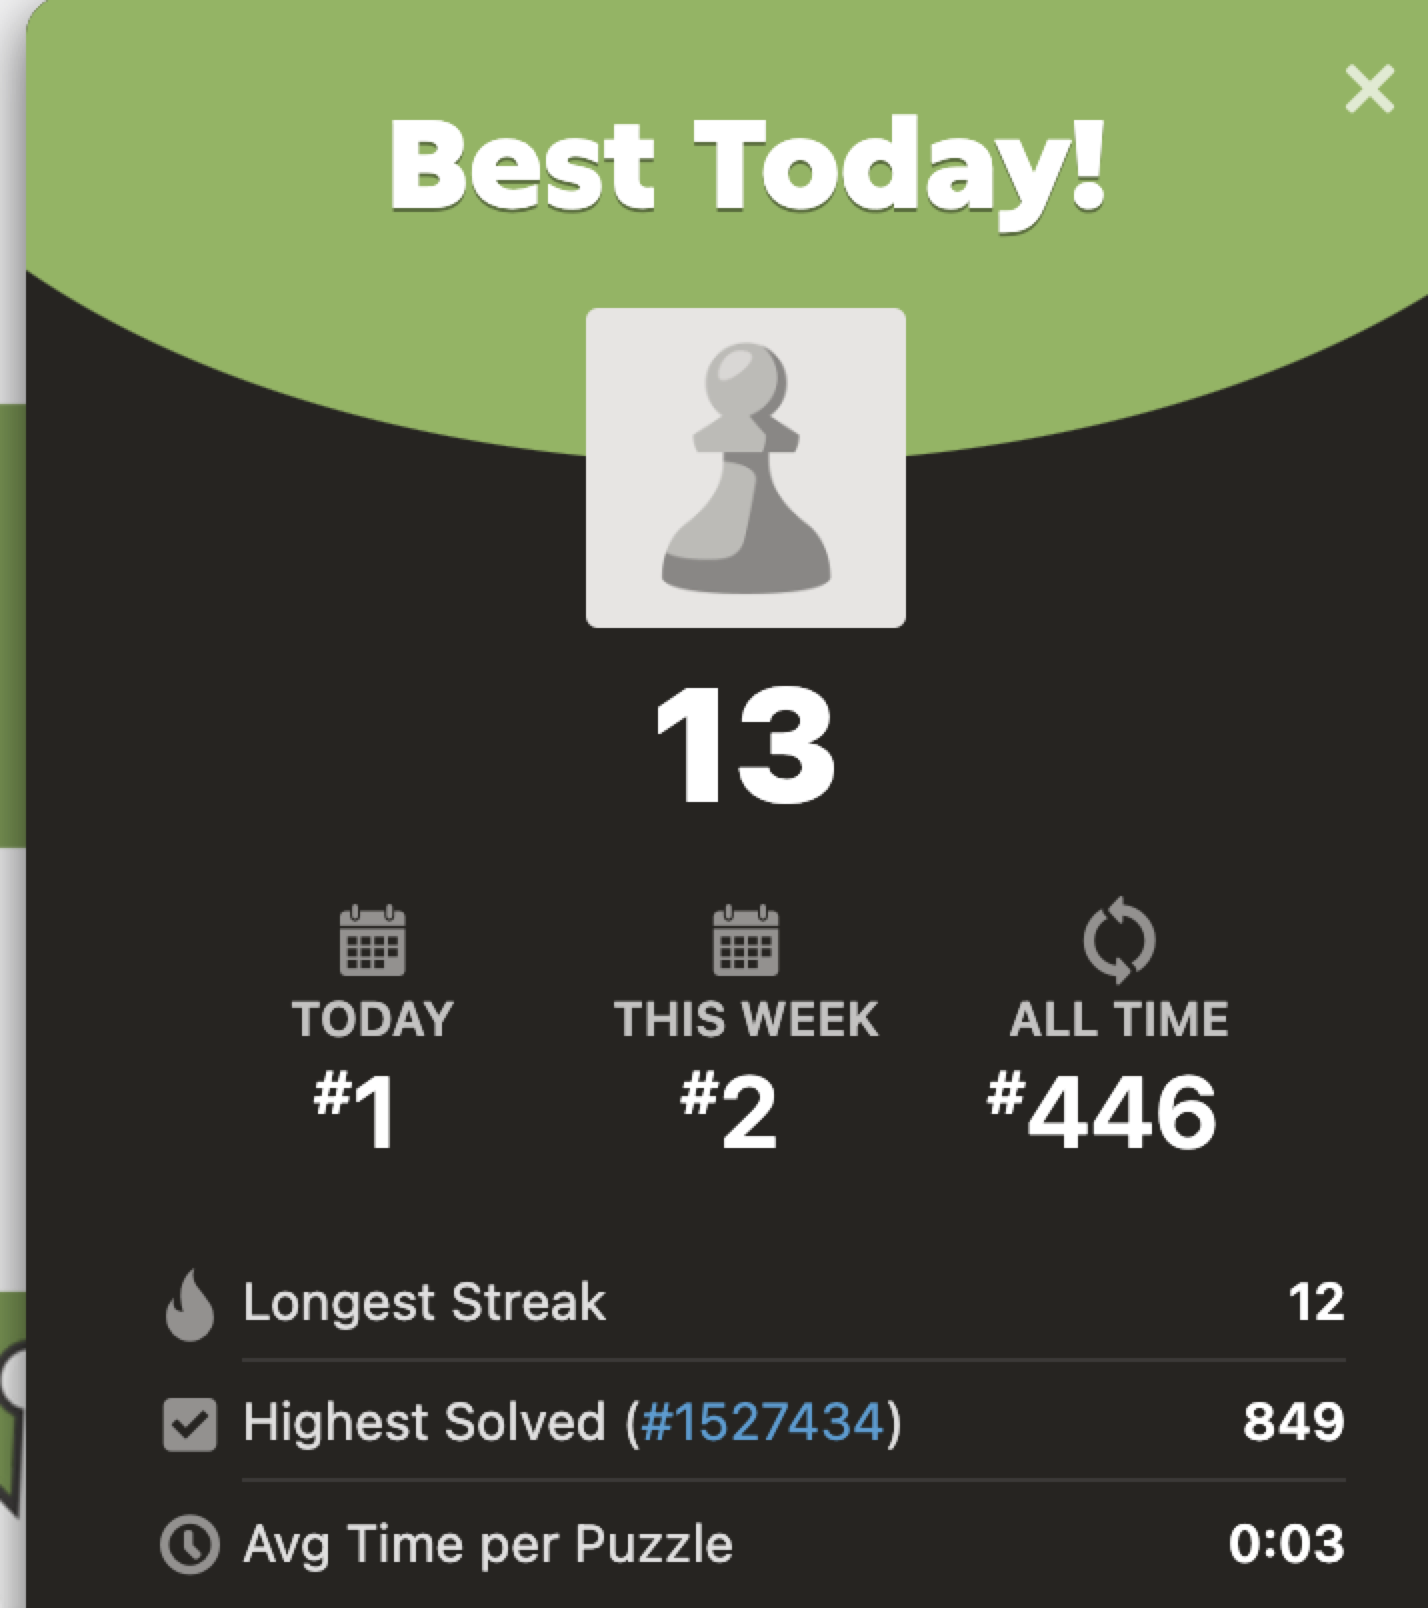 Best Today!
13
TODAY THIS WEEK ALL TIME
#1 #2 #446
Longest Streak 12
Highest Solved (#1527434) 849
Avg Time per Puzzle 0:03